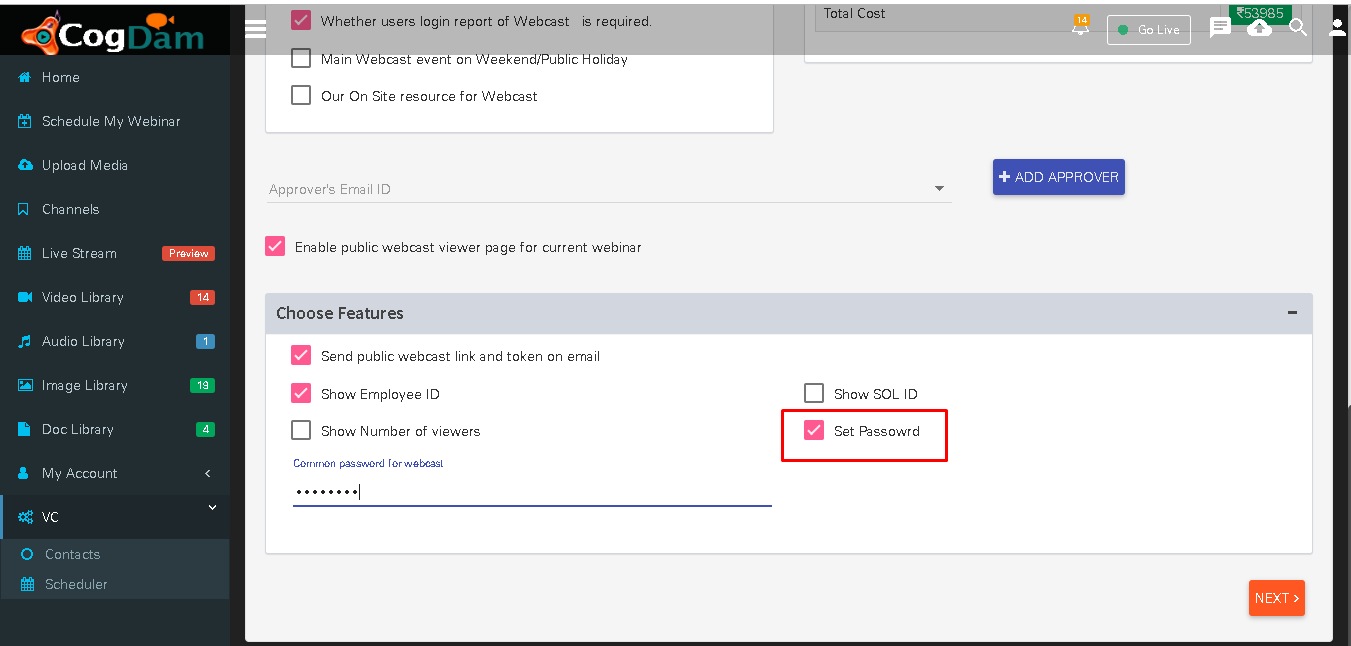 CogDam
Home
Schedule My Webinar
Upload Media
Channels
Live Stream Preview
Video Library 14
Audio Library 1
Image Library 19
Doc Library 4
My Account
VC
Contacts
Scheduler
14
Go Live
Whether users login report of Webcast is required.
Main Webcast event on Weekend/Public Holiday
Our On Site resource for Webcast
Total Cost ₹53985
Approver's Email ID
+ ADD APPROVER
Enable public webcast viewer page for current webinar
Choose Features
Send public webcast link and token on email
Show Employee ID
Show SOL ID
Show Number of viewers
Set Passowrd
Common password for webcast
••••••••
NEXT >